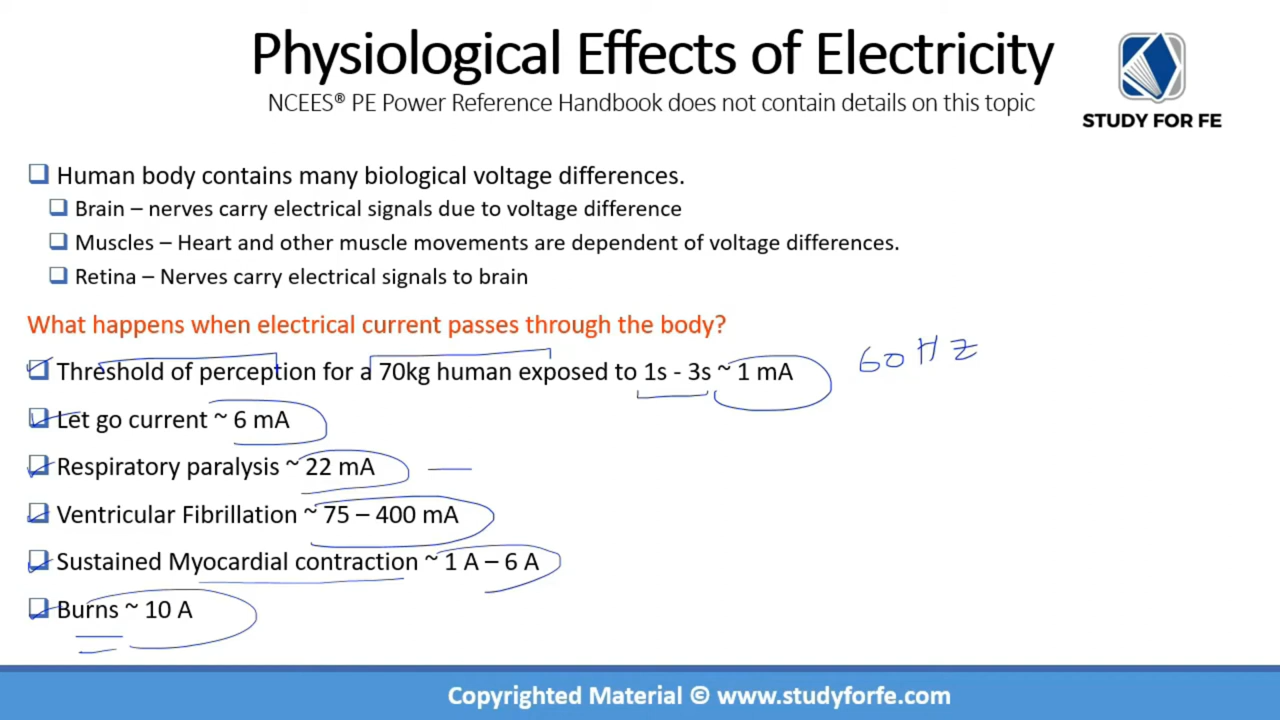 Physiological Effects of Electricity
NCEES® PE Power Reference Handbook does not contain details on this topic
STUDY FOR FE
Human body contains many biological voltage differences.
Brain – nerves carry electrical signals due to voltage difference
Muscles – Heart and other muscle movements are dependent of voltage differences.
Retina – Nerves carry electrical signals to brain
What happens when electrical current passes through the body?
Threshold of perception for a 70kg human exposed to 1s - 3s ~ 1 mA
60 HZ
Let go current ~ 6 mA
Respiratory paralysis ~ 22 mA
Ventricular Fibrillation ~ 75 – 400 mA
Sustained Myocardial contraction ~ 1 A – 6 A
Burns ~ 10 A
Copyrighted Material © www.studyforfe.com